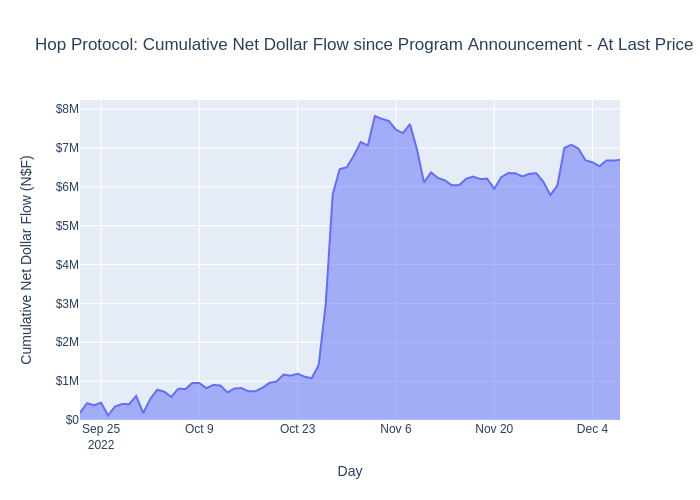 Hop Protocol: Cumulative Net Dollar Flow since Program Announcement - At Last Price
Cumulative Net Dollar Flow (N$F)
$8M
$7M
$6M
$5M
$4M
$3M
$2M
$1M
$0
Sep 25
2022
Oct 9
Oct 23
Nov 6
Nov 20
Dec 4
Day